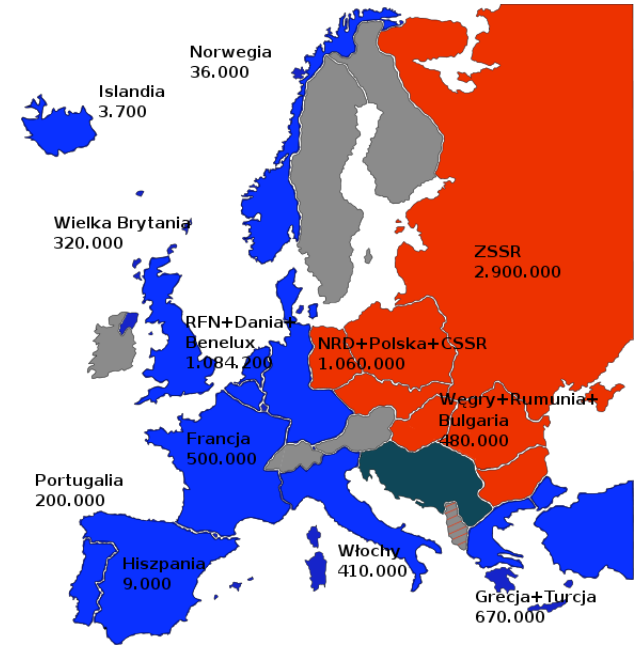 Norwegia
36.000
Islandia
3.700
Wielka Brytania
320.000
ZSSR
2.900.000
RFN+Dania+
Benelux
1.084.200
NRD+Polska+CSSR
1.060.000
Węgry+Rumunia+
Bulgaria
480.000
Francja
500.000
Portugalia
200.000
Włochy
410.000
Hiszpania
9.000
Grecja+Turcja
670.000